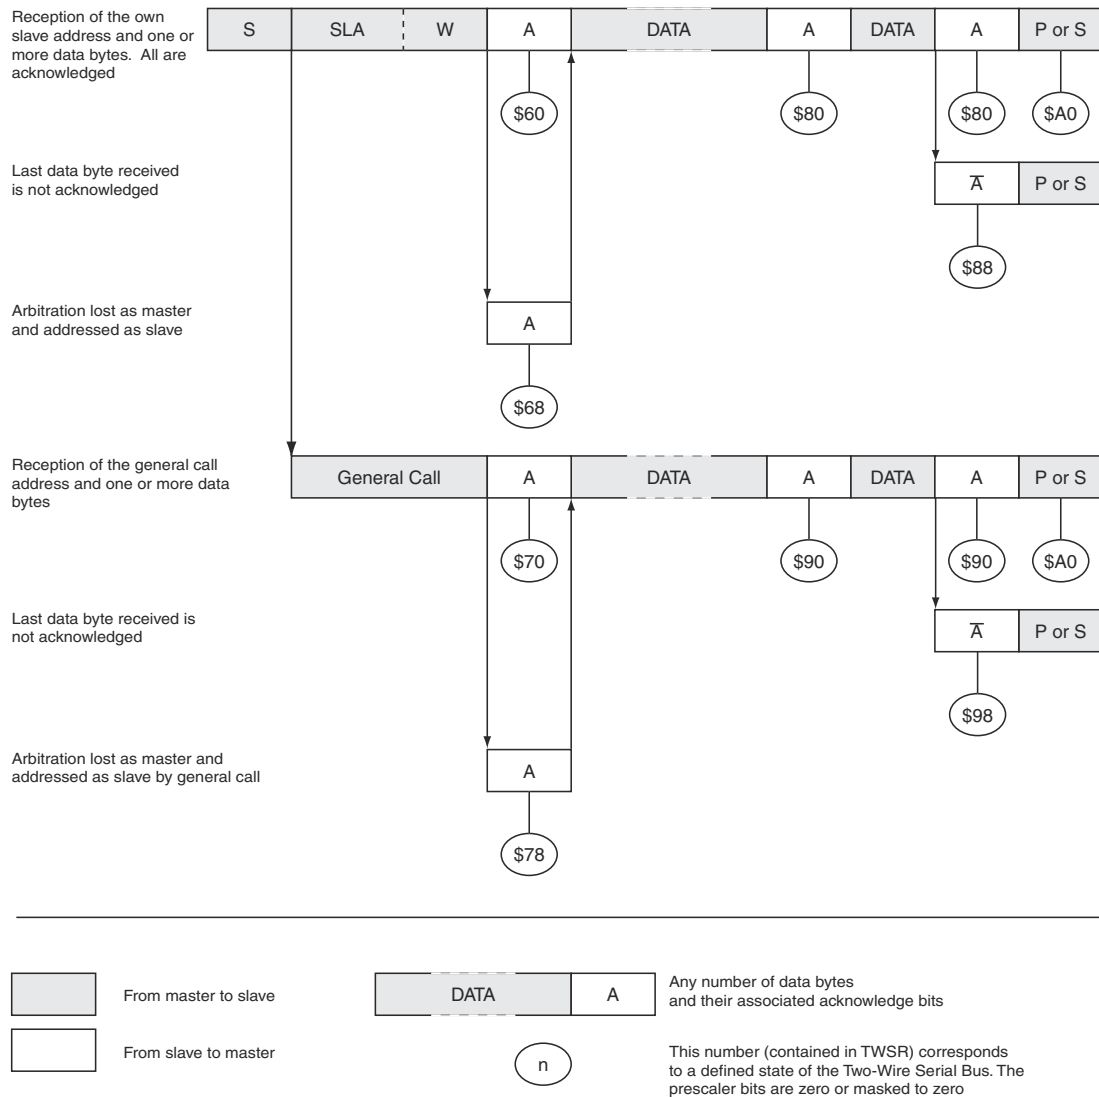 Reception of the own
slave address and one or
more data bytes. All are
acknowledged
S SLA W A DATA A DATA A P or S
$60 $80 $80 $A0
Last data byte received
is not acknowledged
A̅ P or S
$88
Arbitration lost as master
and addressed as slave
A
$68
Reception of the general call
address and one or more data
bytes
General Call A DATA A DATA A P or S
$70 $90 $90 $A0
Last data byte received is
not acknowledged
A̅ P or S
$98
Arbitration lost as master and
addressed as slave by general call
A
$78
From master to slave
DATA A
Any number of data bytes
and their associated acknowledge bits
From slave to master
n
This number (contained in TWSR) corresponds
to a defined state of the Two-Wire Serial Bus. The
prescaler bits are zero or masked to zero